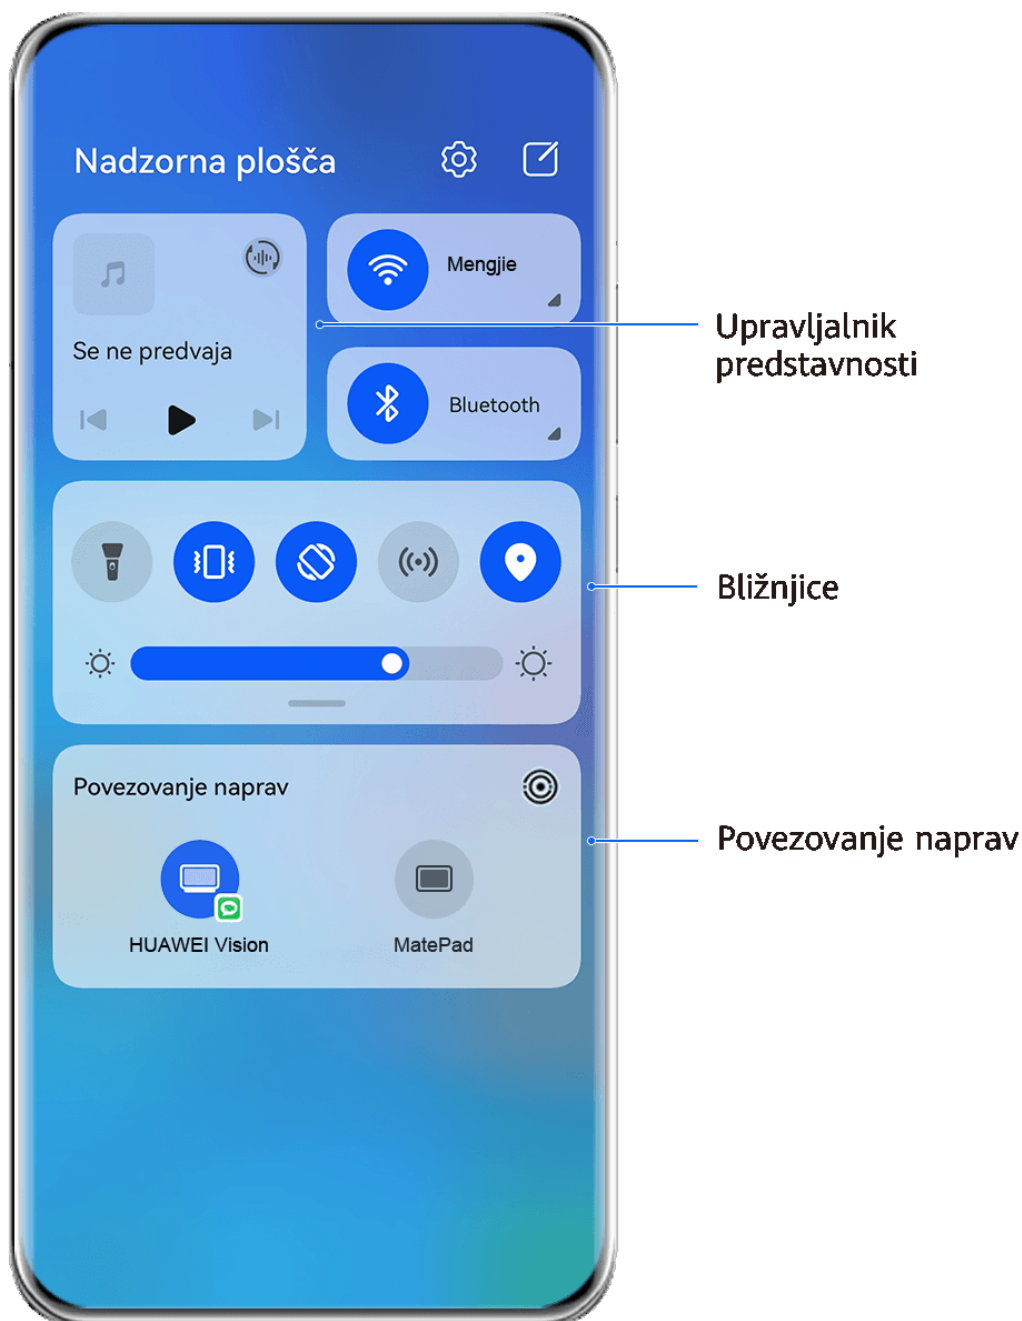 Nadzorna plošča
Mengjie
Se ne predvaja
Bluetooth
Upravljalnik
predstavnosti
Bližnjice
Povezovanje naprav
HUAWEI Vision
MatePad
Povezovanje naprav